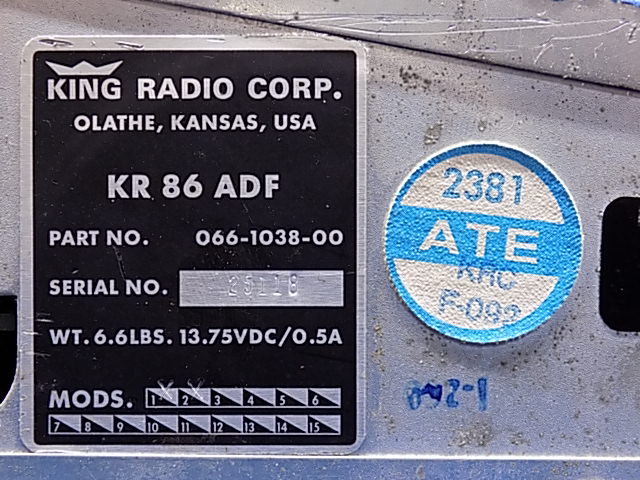 KING RADIO CORP.
OLATHE, KANSAS, USA
KR 86 ADF
PART NO. 066-1038-00
SERIAL NO. 25118
WT. 6.6LBS. 13.75VDC/0.5A
MODS. 1 2 3 4 5 6
7 8 9 10 11 12 13 14 15
2381
ATE
KRC
F-092